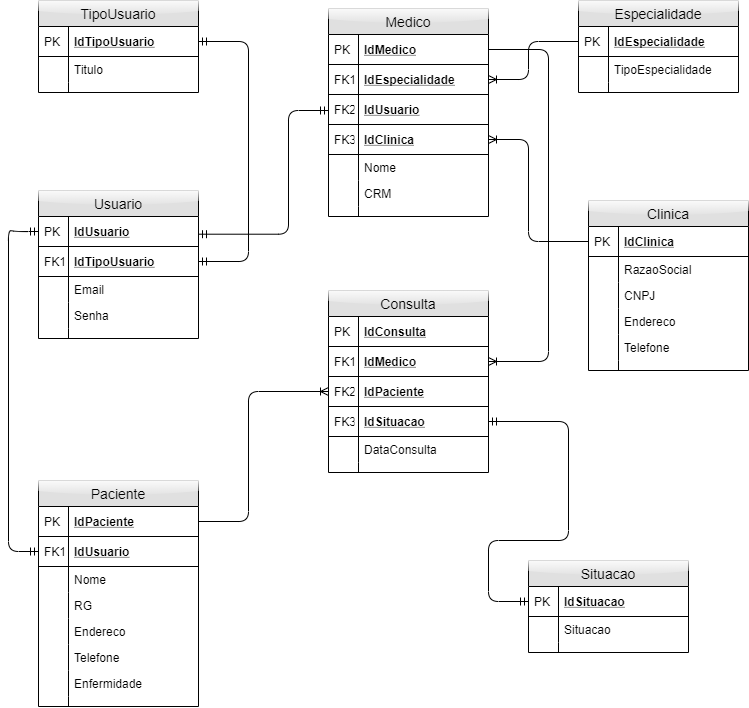 TipoUsuario
PK IdTipoUsuario
Titulo
Medico
PK IdMedico
FK1 IdEspecialidade
FK2 IdUsuario
FK3 IdClinica
Nome
CRM
Especialidade
PK IdEspecialidade
TipoEspecialidade
Usuario
PK IdUsuario
FK1 IdTipoUsuario
Email
Senha
Clinica
PK IdClinica
RazaoSocial
CNPJ
Endereco
Telefone
Consulta
PK IdConsulta
FK1 IdMedico
FK2 IdPaciente
FK3 IdSituacao
DataConsulta
Paciente
PK IdPaciente
FK1 IdUsuario
Nome
RG
Endereco
Telefone
Enfermidade
Situacao
PK IdSituacao
Situacao